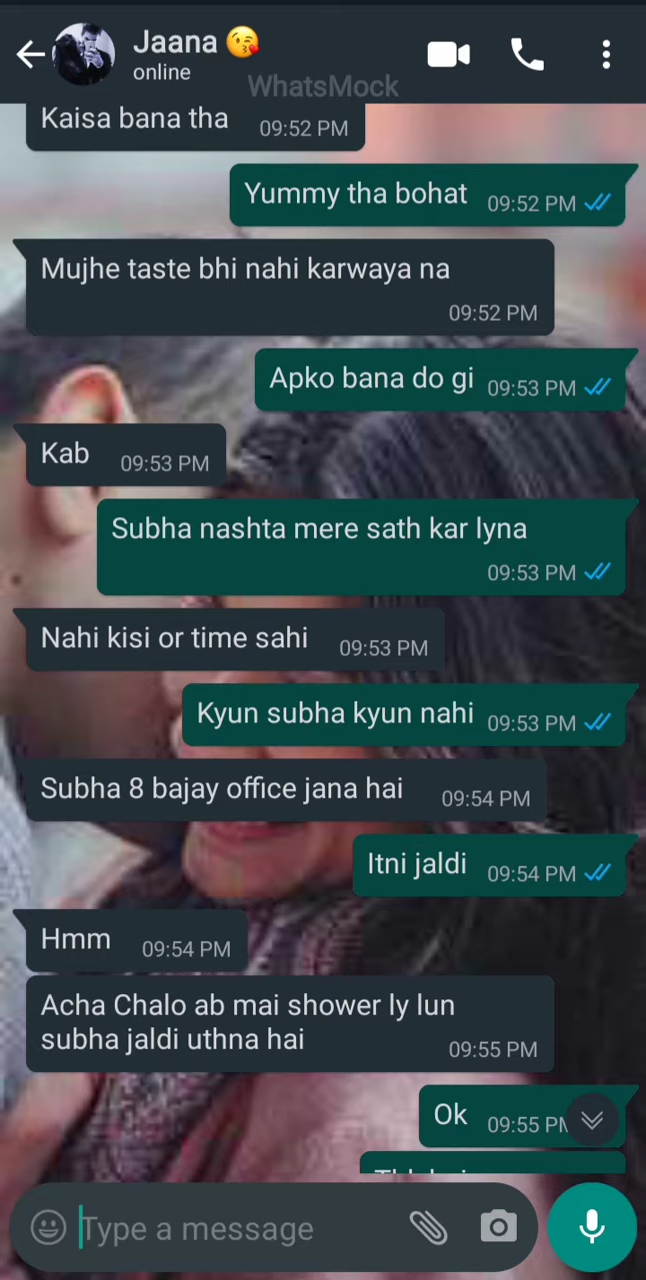 Jaana 😘
online
WhatsMock
Kaisa bana tha 09:52 PM
Yummy tha bohat 09:52 PM
Mujhe taste bhi nahi karwaya na
09:52 PM
Apko bana do gi 09:53 PM
Kab 09:53 PM
Subha nashta mere sath kar lyna
09:53 PM
Nahi kisi or time sahi 09:53 PM
Kyun subha kyun nahi 09:53 PM
Subha 8 bajay office jana hai 09:54 PM
Itni jaldi 09:54 PM
Hmm 09:54 PM
Acha Chalo ab mai shower ly lun
subha jaldi uthna hai 09:55 PM
Ok 09:55 PM
Type a message